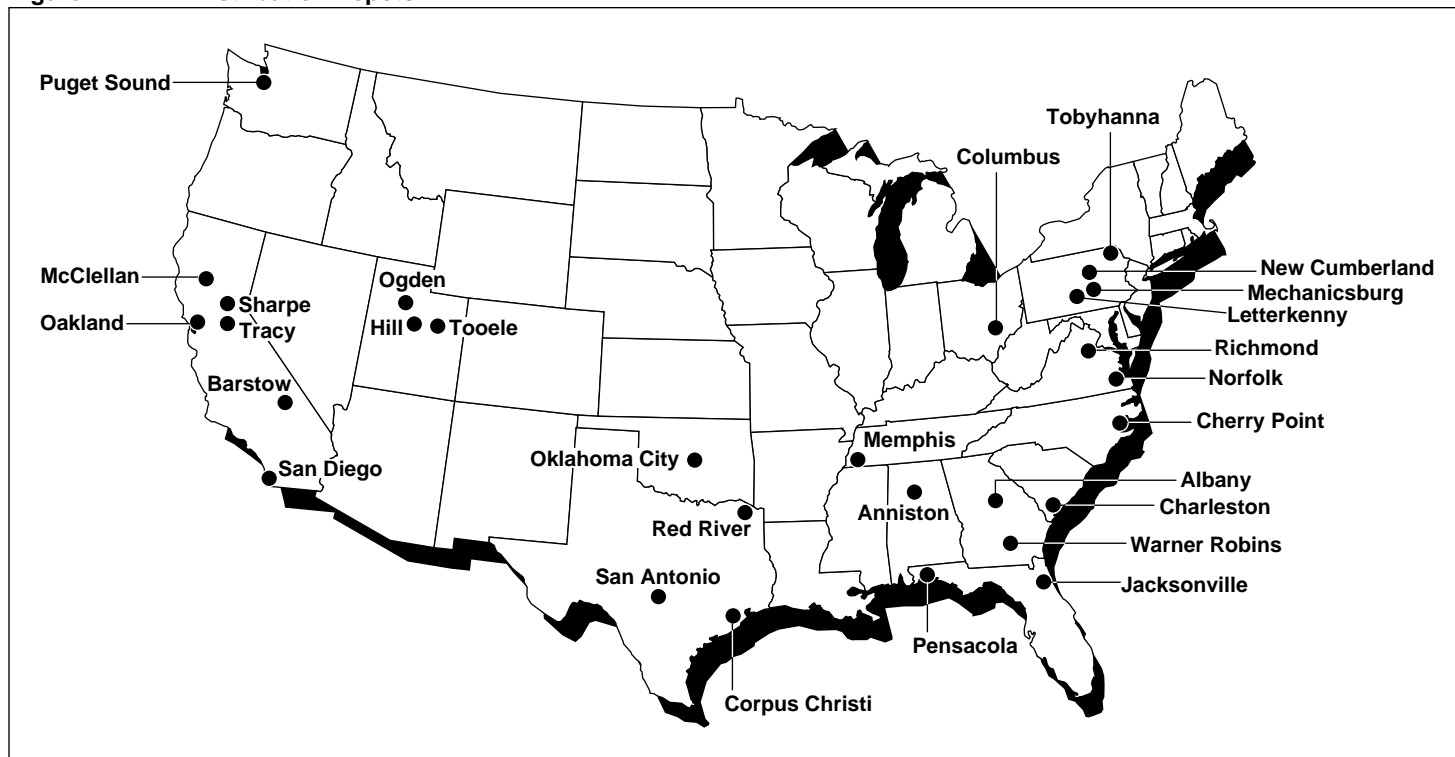 Puget Sound
Tobyhanna
Columbus
McClellan
Ogden
New Cumberland
Sharpe
Mechanicsburg
Oakland
Tracy
Hill
Tooele
Letterkenny
Richmond
Barstow
Norfolk
Cherry Point
Memphis
San Diego
Oklahoma City
Albany
Anniston
Charleston
Red River
Warner Robins
San Antonio
Jacksonville
Pensacola
Corpus Christi